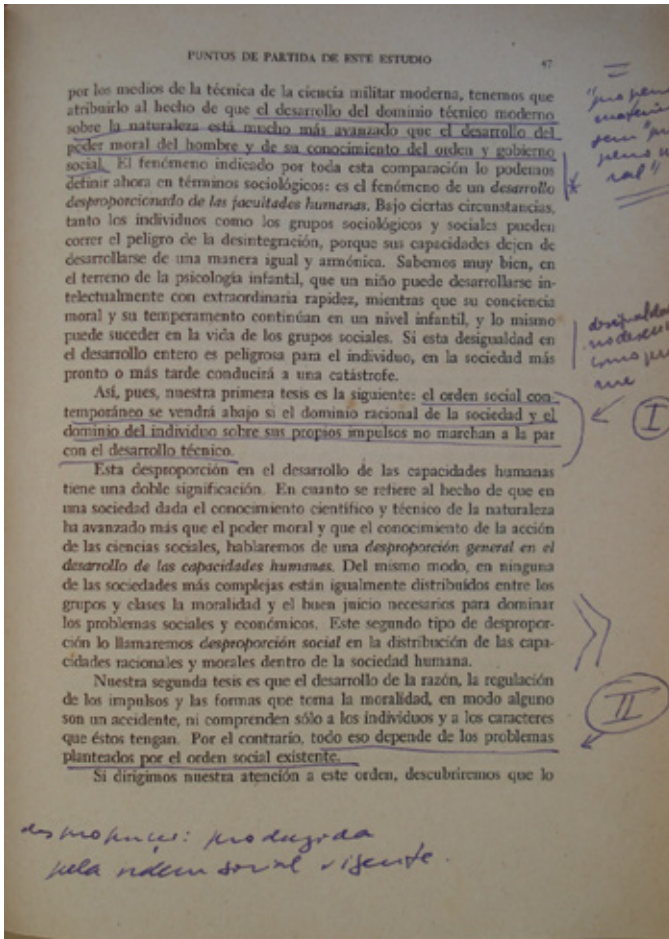 PUNTOS DE PARTIDA DE ESTE ESTUDIO 47
por los medios de la técnica de la ciencia militar moderna, tenemos que
atribuirlo al hecho de que el desarrollo del dominio técnico moderno
sobre la naturaleza está mucho más avanzado que el desarrollo del
poder moral del hombre y de su conocimiento del orden y gobierno
social. El fenómeno indicado por toda esta comparación lo podemos
definir ahora en términos sociológicos: es el fenómeno de un desarrollo
desproporcionado de las facultades humanas. Bajo ciertas circunstancias,
tanto los individuos como los grupos sociológicos y sociales pueden
correr el peligro de la desintegración, porque sus capacidades dejen de
desarrollarse de una manera igual y armónica. Sabemos muy bien, en
el terreno de la psicología infantil, que un niño puede desarrollarse in-
telectualmente con extraordinaria rapidez, mientras que su conciencia
moral y su temperamento continúan en un nivel infantil, y lo mismo
puede suceder en la vida de los grupos sociales. Si esta desigualdad en
el desarrollo entero es peligrosa para el individuo, en la sociedad más
pronto o más tarde conducirá a una catástrofe.
Así, pues, nuestra primera tesis es la siguiente: el orden social con-
temporáneo se vendrá abajo si el dominio racional de la sociedad y el
dominio del individuo sobre sus propios impulsos no marchan a la par
con el desarrollo técnico.
I
Esta desproporción en el desarrollo de las capacidades humanas
tiene una doble significación. En cuanto se refiere al hecho de que en
una sociedad dada el conocimiento científico y técnico de la naturaleza
ha avanzado más que el poder moral y que el conocimiento de la acción
de las ciencias sociales, hablaremos de una desproporción general en el
desarrollo de las capacidades humanas. Del mismo modo, en ninguna
de las sociedades más complejas están igualmente distribuídos entre los
grupos y clases la moralidad y el buen juicio necesarios para dominar
los problemas sociales y económicos. Este segundo tipo de despropor-
ción lo llamaremos desproporción social en la distribución de las capa-
cidades racionales y morales dentro de la sociedad humana.
Nuestra segunda tesis es que el desarrollo de la razón, la regulación
de los impulsos y las formas que toma la moralidad, en modo alguno
son un accidente, ni comprenden sólo a los individuos y a los caracteres
que éstos tengan. Por el contrario, todo eso depende de los problemas
planteados por el orden social existente.
II
Si dirigimos nuestra atención a este orden, descubriremos que lo
produzida
pela ordem social vigente.